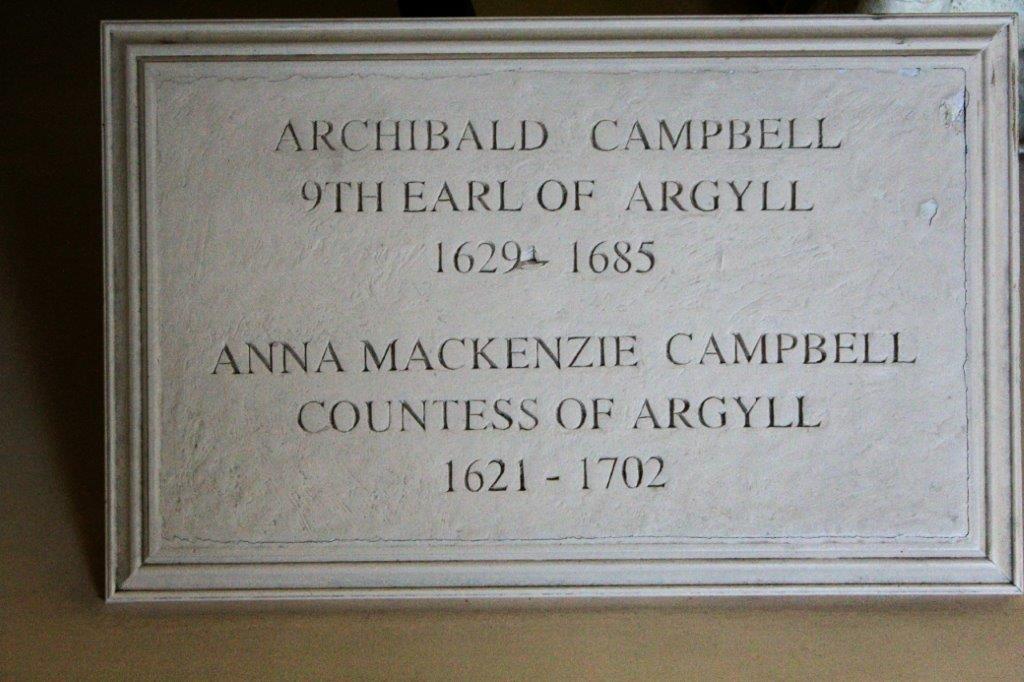 ARCHIBALD CAMPBELL
9TH EARL OF ARGYLL
1629 - 1685
ANNA MACKENZIE CAMPBELL
COUNTESS OF ARGYLL
1621 - 1702